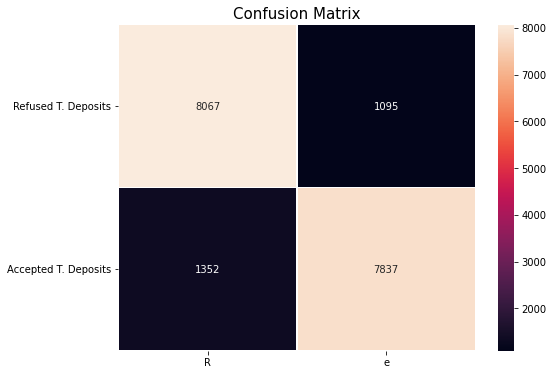 Confusion Matrix
Refused T. Deposits
8067
1095
Accepted T. Deposits
1352
7837
R
e
8000
7000
6000
5000
4000
3000
2000